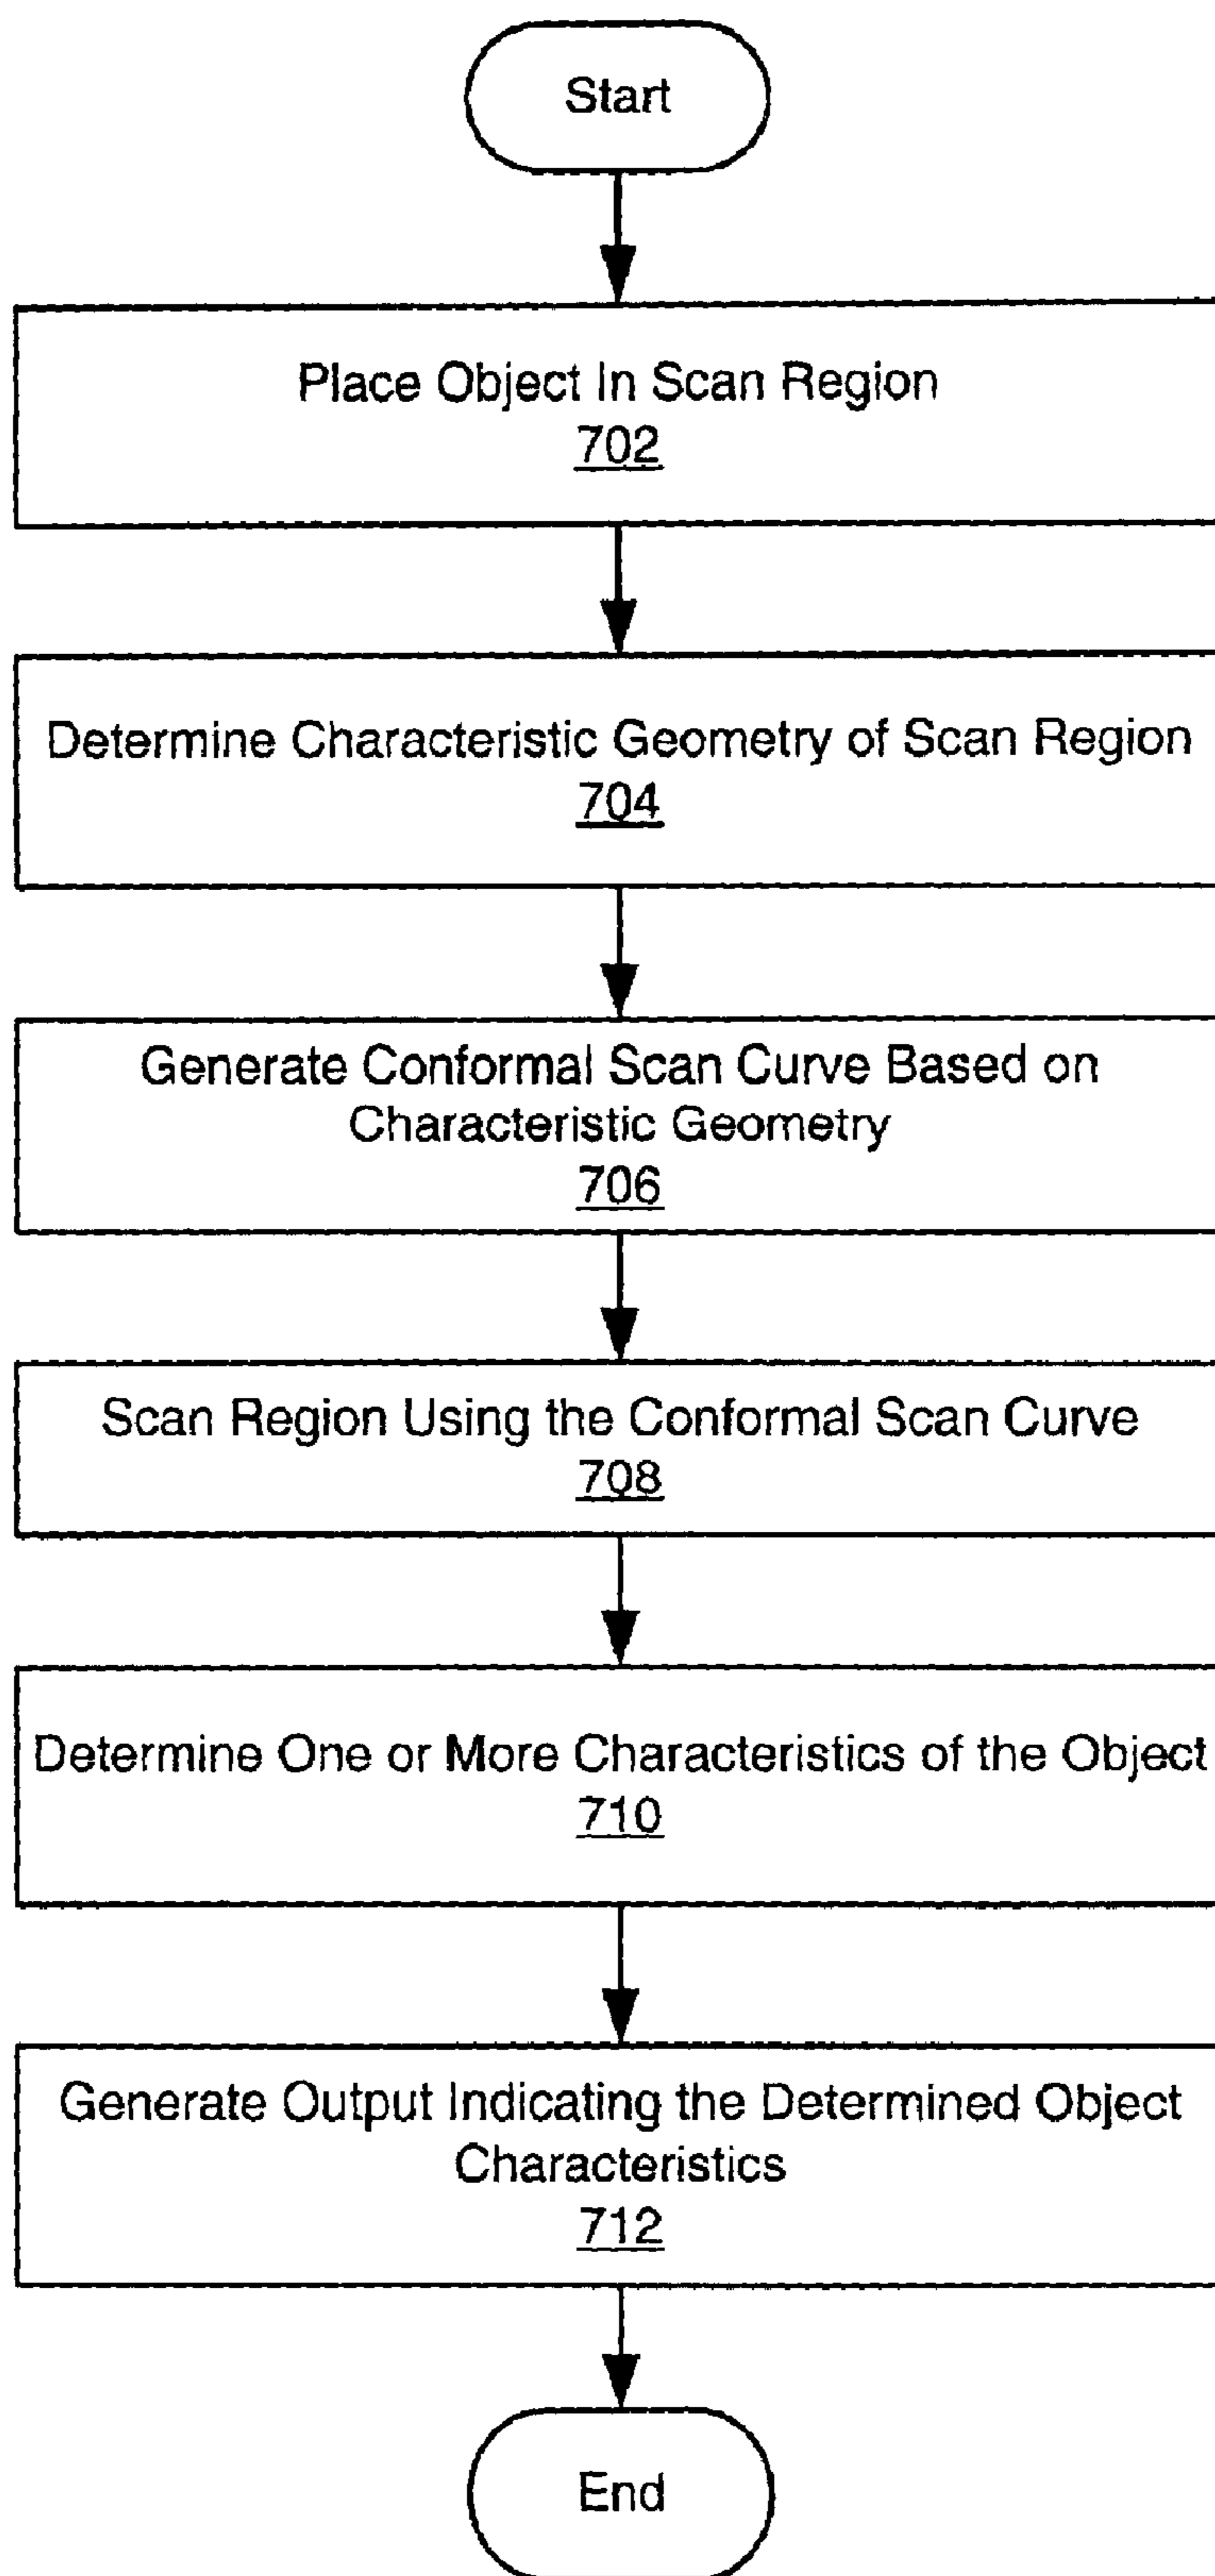 Start
Place Object In Scan Region
702
Determine Characteristic Geometry of Scan Region
704
Generate Conformal Scan Curve Based on
Characteristic Geometry
706
Scan Region Using the Conformal Scan Curve
708
Determine One or More Characteristics of the Object
710
Generate Output Indicating the Determined Object
Characteristics
712
End